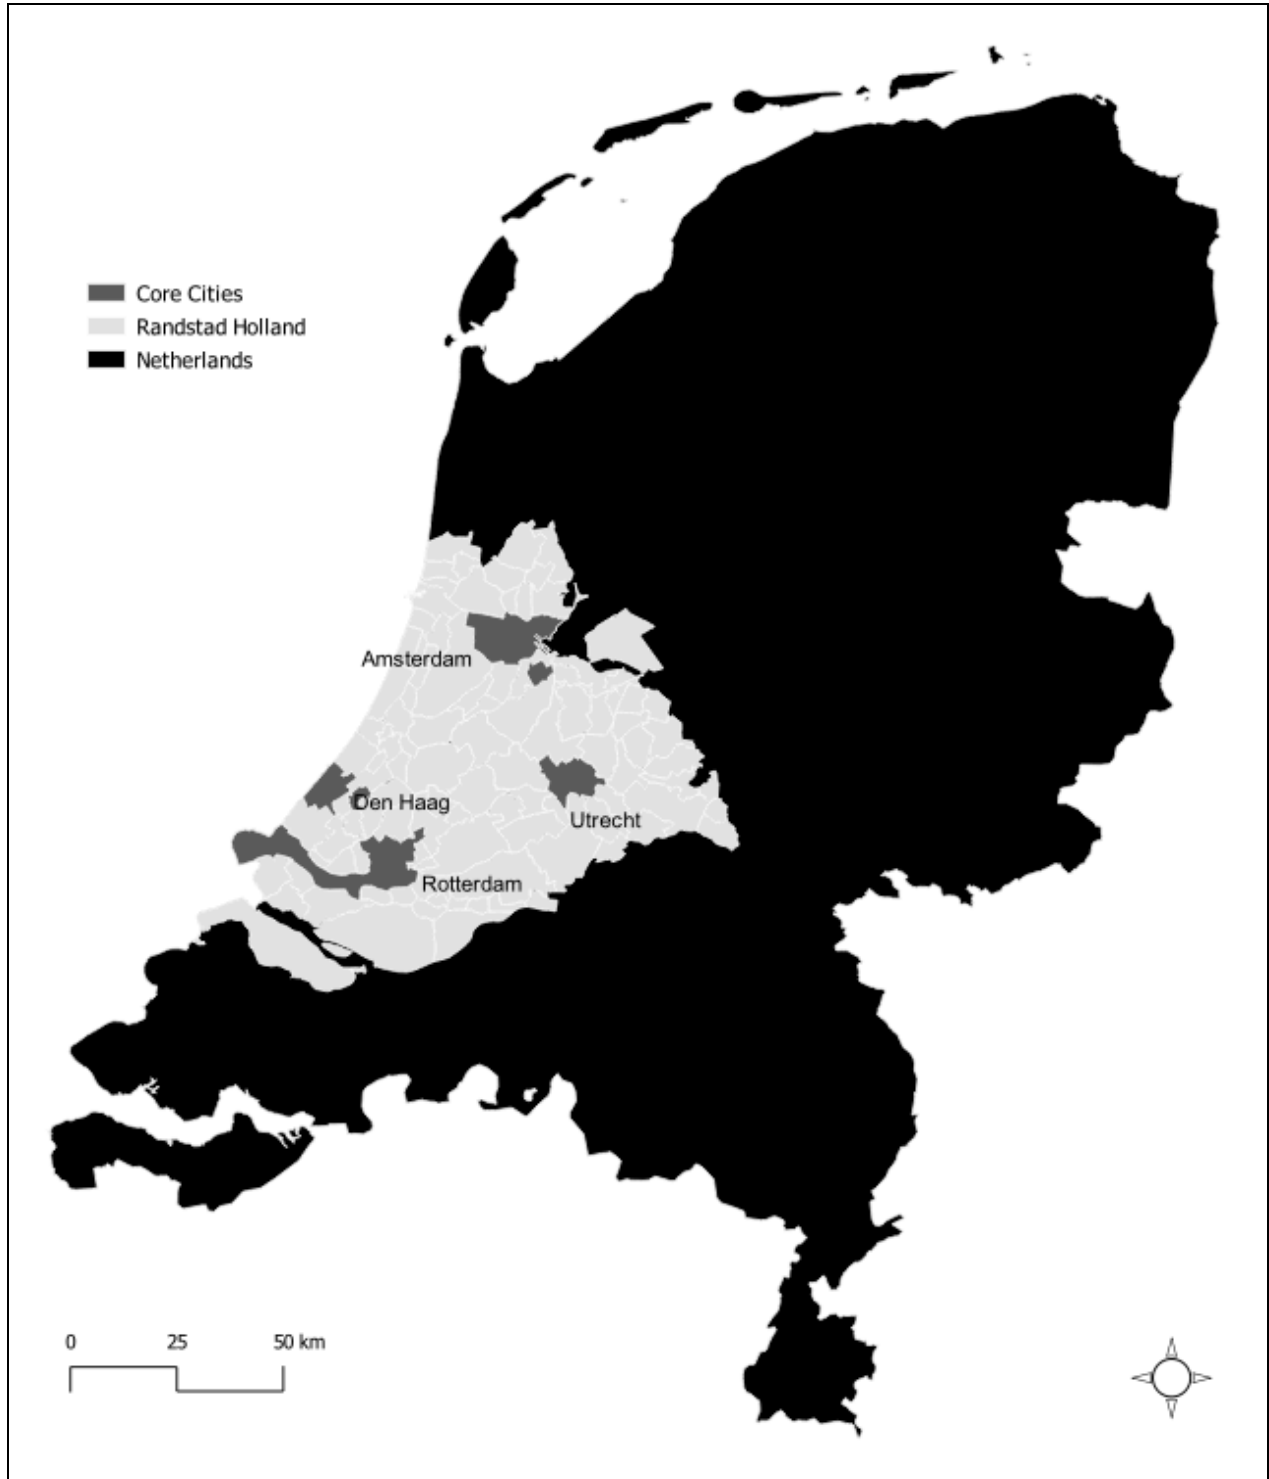 Core Cities
Randstad Holland
Netherlands
Amsterdam
Den Haag
Utrecht
Rotterdam
0 25 50 km